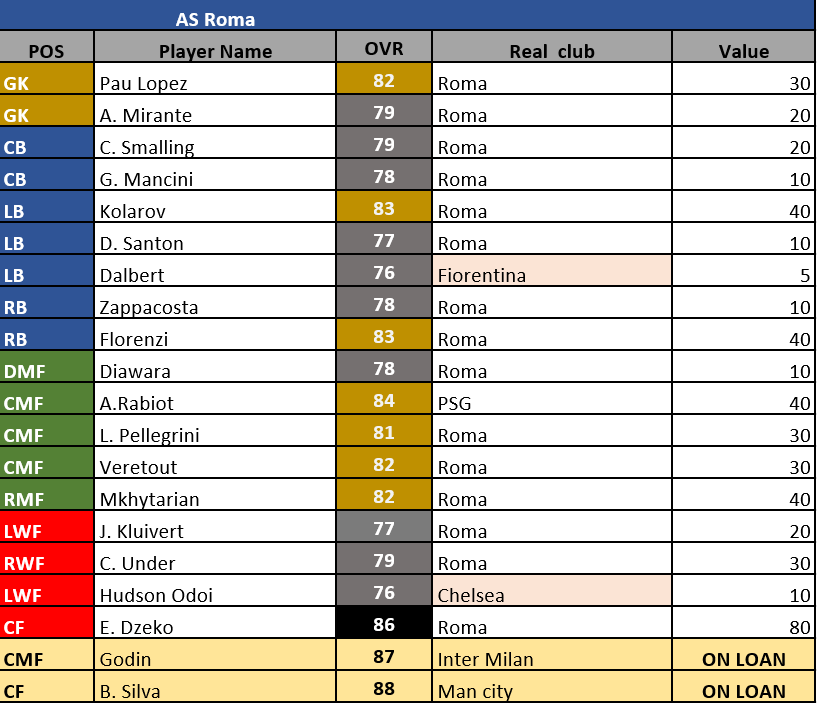 AS Roma
POS Player Name OVR Real club Value
GK Pau Lopez 82 Roma 30
GK A. Mirante 79 Roma 20
CB C. Smalling 79 Roma 20
CB G. Mancini 78 Roma 10
LB Kolarov 83 Roma 40
LB D. Santon 77 Roma 10
LB Dalbert 76 Fiorentina 5
RB Zappacosta 78 Roma 10
RB Florenzi 83 Roma 40
DMF Diawara 78 Roma 10
CMF A.Rabiot 84 PSG 40
CMF L. Pellegrini 81 Roma 30
CMF Veretout 82 Roma 30
RMF Mkhytarian 82 Roma 40
LWF J. Kluivert 77 Roma 20
RWF C. Under 79 Roma 30
LWF Hudson Odoi 76 Chelsea 10
CF E. Dzeko 86 Roma 80
CMF Godin 87 Inter Milan ON LOAN
CF B. Silva 88 Man city ON LOAN